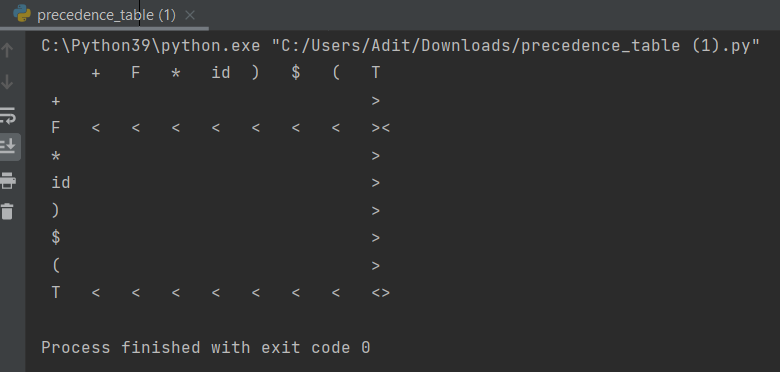 precedence_table (1)
C:\Python39\python.exe "C:/Users/Adit/Downloads/precedence_table (1).py"
+ F * id ) $ ( T
+ >
F < < < < < < < ><
* >
id >
) >
$ >
( >
T < < < < < < < <>
Process finished with exit code 0